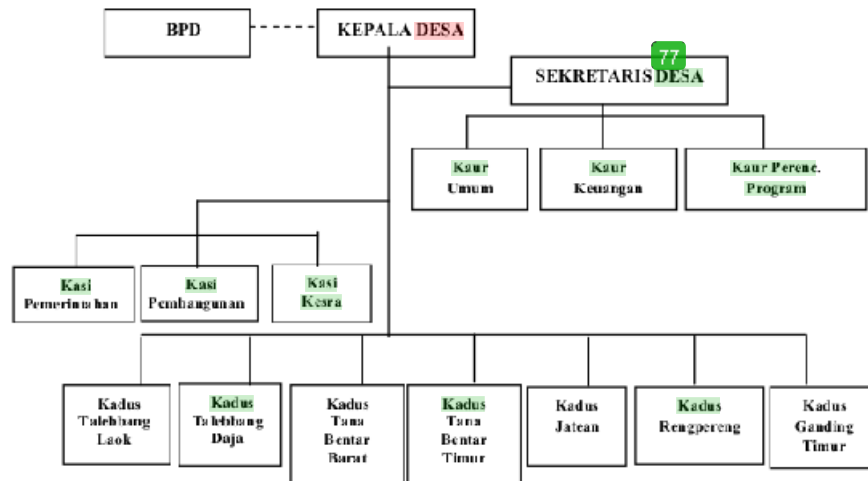 BPD
KEPALA DESA
77
SEKRETARIS DESA
Kaur
Umum
Kaur
Keuangan
Kaur Perenc.
Program
Kasi
Pemerintahan
Kasi
Pembangunan
Kasi
Kesra
Kadus
Talebbang
Laok
Kadus
Talebbang
Daja
Kadus
Tana
Bentar
Barat
Kadus
Tana
Bentar
Timur
Kadus
Jatean
Kadus
Rengpereng
Kadus
Ganding
Timur